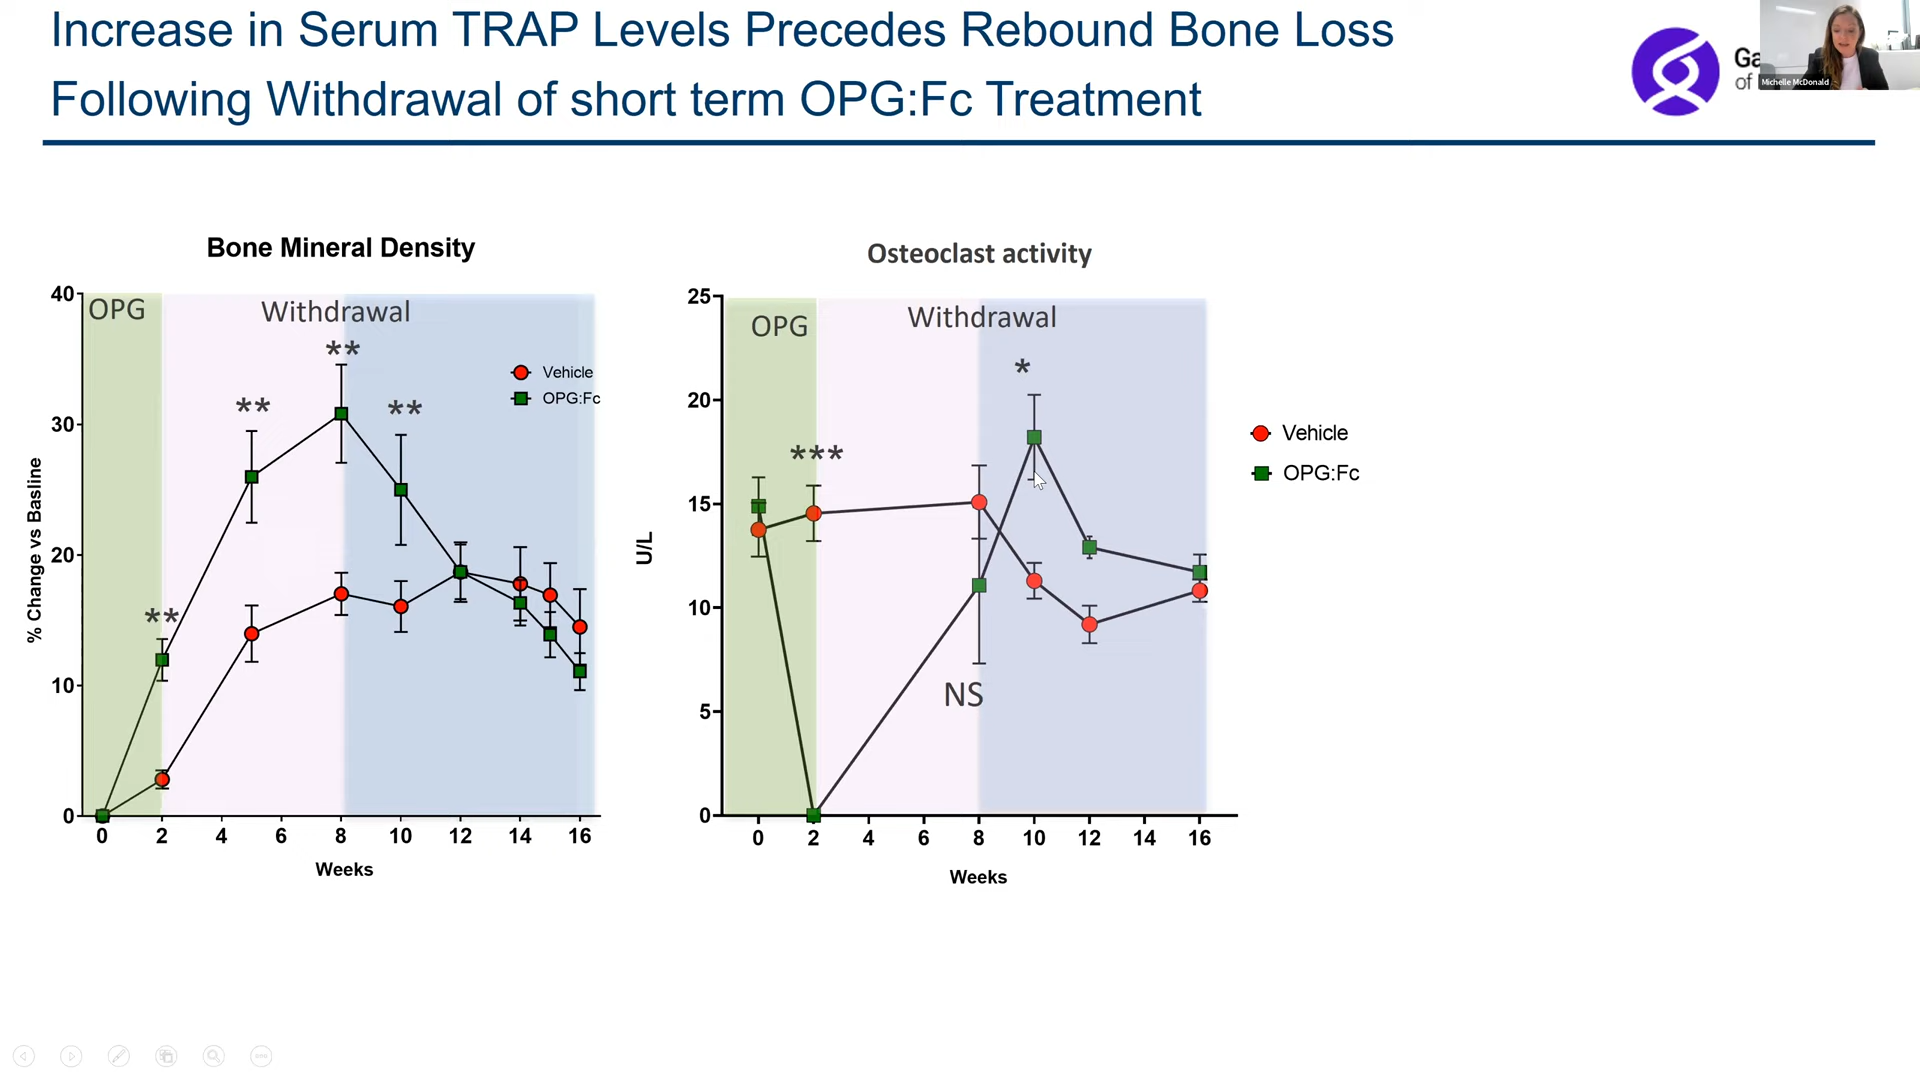 Increase in Serum TRAP Levels Precedes Rebound Bone Loss
Following Withdrawal of short term OPG:Fc Treatment
Ga
of
Michelle McDonald
Bone Mineral Density
40
30
20
10
0
% Change vs Basline
OPG
Withdrawal
**
**
**
**
Vehicle
OPG:Fc
0 2 4 6 8 10 12 14 16
Weeks
Osteoclast activity
25
20
15
10
5
0
U/L
OPG
Withdrawal
***
*
NS
0 2 4 6 8 10 12 14 16
Weeks
Vehicle
OPG:Fc